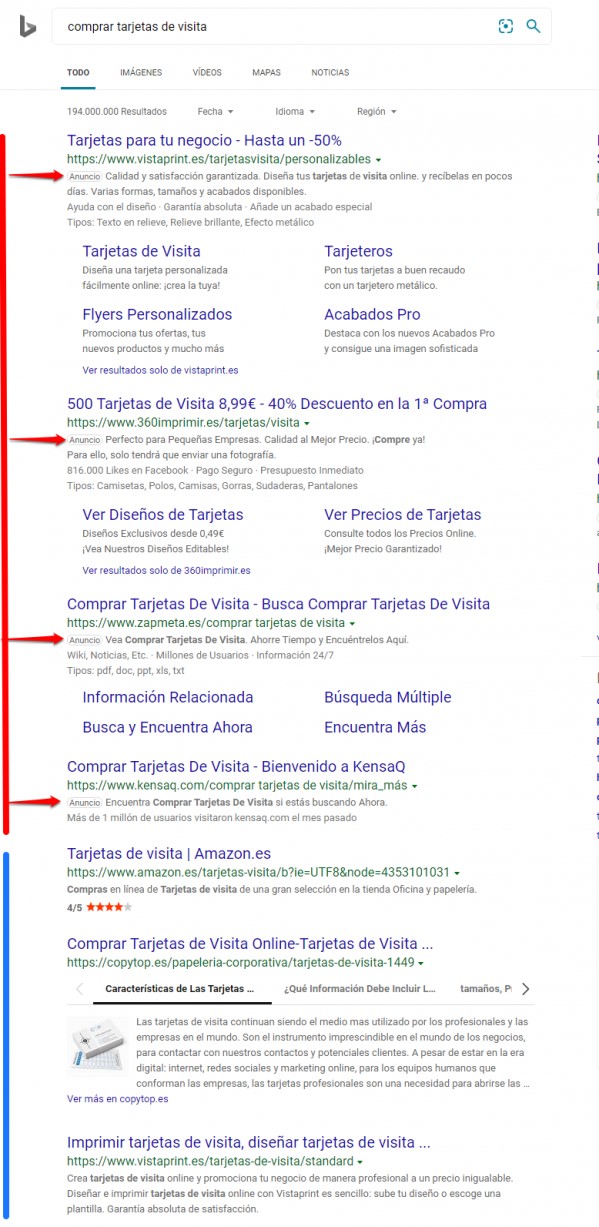 comprar tarjetas de visita
TODO IMÁGENES VÍDEOS MAPAS NOTICIAS
194.000.000 Resultados Fecha Idioma Región
Tarjetas para tu negocio - Hasta un -50%
https://www.vistaprint.es/tarjetasvisita/personalizables
Anuncio Calidad y satisfacción garantizada. Diseña tus tarjetas de visita online. y recíbelas en pocos
días. Varias formas, tamaños y acabados disponibles.
Ayuda con el diseño · Garantía absoluta · Añade un acabado especial
Tipos: Texto en relieve, Relieve brillante, Efecto metálico
Tarjetas de Visita
Diseña una tarjeta personalizada
fácilmente online: ¡crea la tuya!
Tarjeteros
Pon tus tarjetas a buen recaudo
con un tarjetero metálico.
Flyers Personalizados
Promociona tus ofertas, tus
nuevos productos y mucho más
Acabados Pro
Destaca con los nuevos Acabados Pro
y consigue una imagen sofisticada
Ver resultados solo de vistaprint.es
500 Tarjetas de Visita 8,99€ - 40% Descuento en la 1ª Compra
https://www.360imprimir.es/tarjetas/visita
Anuncio Perfecto para Pequeñas Empresas. Calidad al Mejor Precio. ¡Compre ya!
Para ello, solo tendrá que enviar una fotografía.
816.000 Likes en Facebook · Pago Seguro · Presupuesto Inmediato
Tipos: Camisetas, Polos, Camisas, Gorras, Sudaderas, Pantalones
Ver Diseños de Tarjetas
Diseños Exclusivos desde 0,49€
¡Vea Nuestros Diseños Editables!
Ver Precios de Tarjetas
Consulte todos los Precios Online.
¡Mejor Precio Garantizado!
Ver resultados solo de 360imprimir.es
Comprar Tarjetas De Visita - Busca Comprar Tarjetas De Visita
https://www.zapmeta.es/comprar tarjetas de visita
Anuncio Vea Comprar Tarjetas De Visita. Ahorre Tiempo y Encuéntrelos Aquí.
Wiki, Noticias, Etc. · Millones de Usuarios · Información 24/7
Tipos: pdf, doc, ppt, xls, txt
Información Relacionada
Búsqueda Múltiple
Busca y Encuentra Ahora
Encuentra Más
Comprar Tarjetas De Visita - Bienvenido a KensaQ
https://www.kensaq.com/comprar tarjetas de visita/mira_más
Anuncio Encuentra Comprar Tarjetas De Visita si estás buscando Ahora.
Más de 1 millón de usuarios visitaron kensaq.com el mes pasado
Tarjetas de visita | Amazon.es
https://www.amazon.es/tarjetas-visita/b?ie=UTF8&node=4353101031
Compras en línea de Tarjetas de visita de una gran selección en la tienda Oficina y papelería.
4/5
Comprar Tarjetas de Visita Online-Tarjetas de Visita ...
https://copytop.es/papeleria-corporativa/tarjetas-de-visita-1449
Características de Las Tarjetas ... ¿Qué Información Debe Incluir L... tamaños, P
Las tarjetas de visita continuan siendo el medio mas utilizado por los profesionales y las
empresas en el mundo. Son el instrumento imprescindible en el mundo de los negocios,
para contactar con nuestros contactos y potenciales clientes. A pesar de estar en la era
digital: internet, redes sociales y marketing online, para los equipos humanos que
conforman las empresas, las tarjetas profesionales son una necesidad para abrirse las ...
Ver más en copytop.es
Imprimir tarjetas de visita, diseñar tarjetas de visita ...
https://www.vistaprint.es/tarjetas-de-visita/standard
Crea tarjetas de visita online y promociona tu negocio de manera profesional a un precio inigualable.
Diseñar e imprimir tarjetas de visita online con Vistaprint es sencillo: sube tu diseño o escoge una
plantilla. Garantía absoluta de satisfacción.